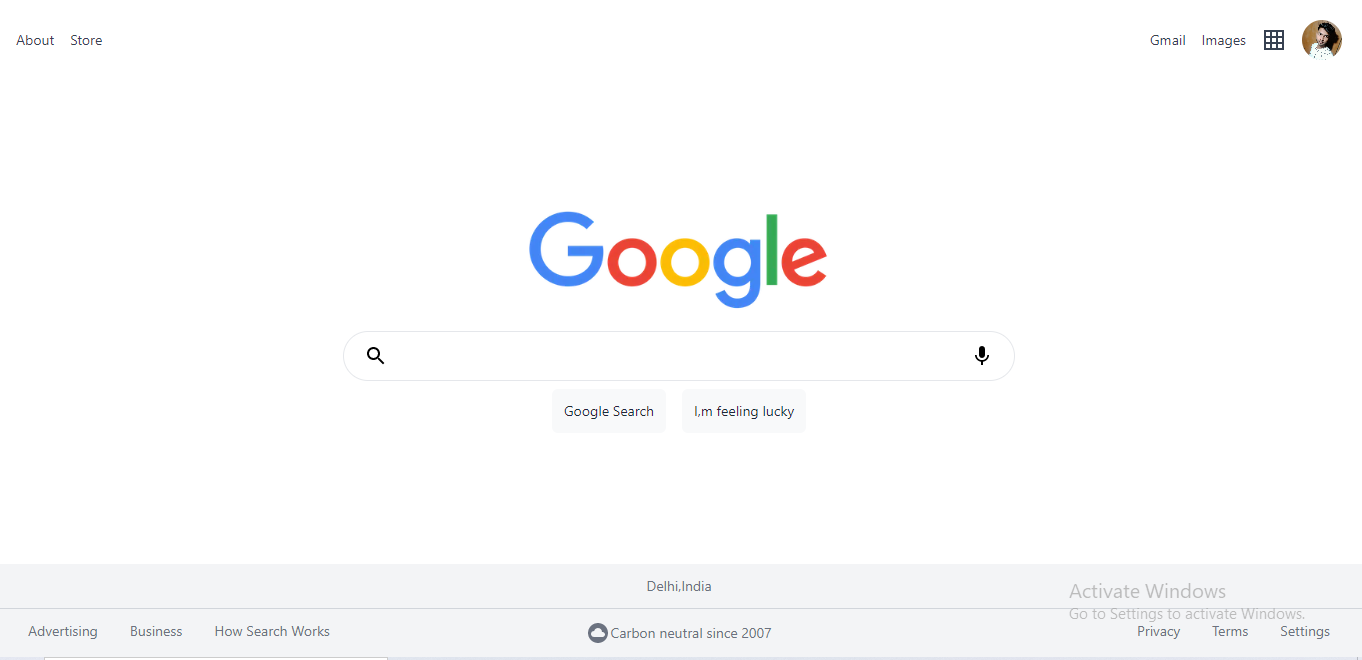 About Store Gmail Images
Google
Google Search I,m feeling lucky
Delhi,India
Activate Windows
Go to Settings to activate Windows.
Advertising Business How Search Works Carbon neutral since 2007 Privacy Terms Settings